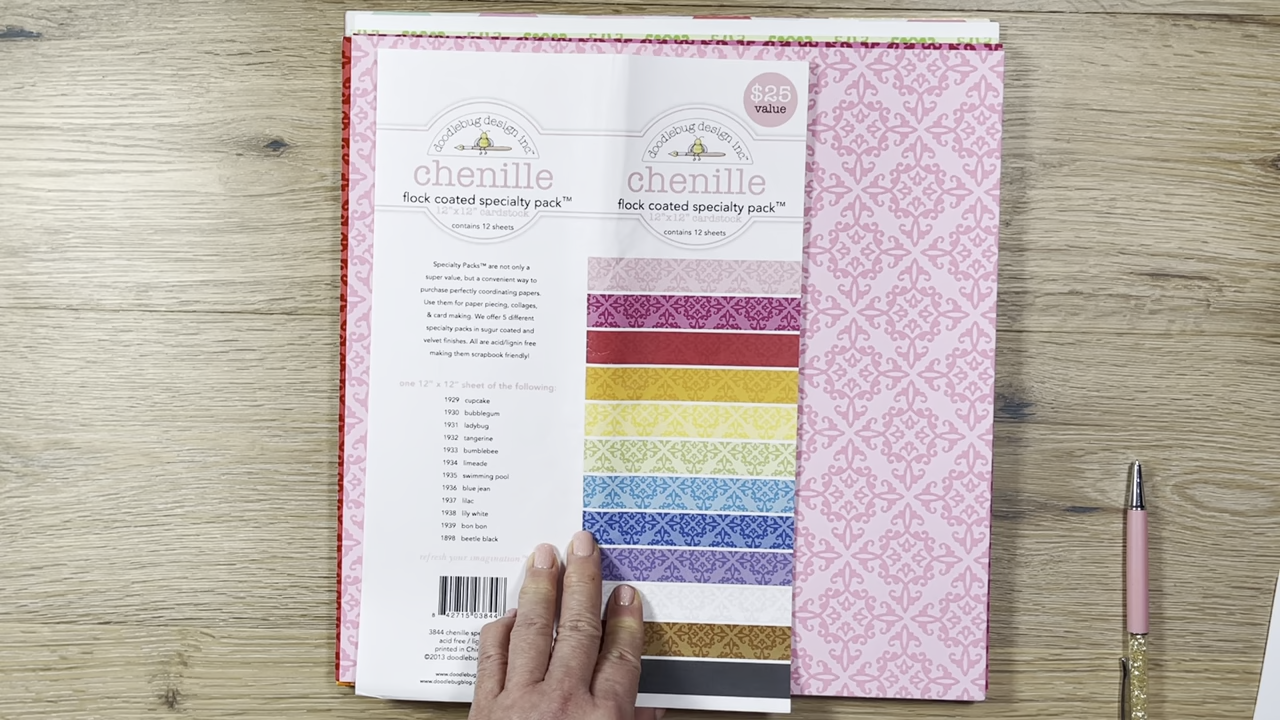 doodlebug design inc
chenille
flock coated specialty pack™
12"x12" cardstock
contains 12 sheets
Specialty Packs™ are not only a
super value, but a convenient way to
purchase perfectly coordinating papers.
Use them for paper piecing, collages,
& card making. We offer 5 different
specialty packs in sugar coated and
velvet finishes. All are acid/lignin free
making them scrapbook friendly!
one 12" x 12" sheet of the following:
1929 cupcake
1930 bubblegum
1931 ladybug
1932 tangerine
1933 bumblebee
1934 limeade
1935 swimming pool
1936 blue jean
1937 lilac
1938 lily white
1939 bon bon
1898 beetle black
refresh your imagination
6 42715 03844
3844 chenille
acid free
printed in
©2013 doodlebug
$25
value
doodlebug design inc
chenille
flock coated specialty pack™
12"x12" cardstock
contains 12 sheets